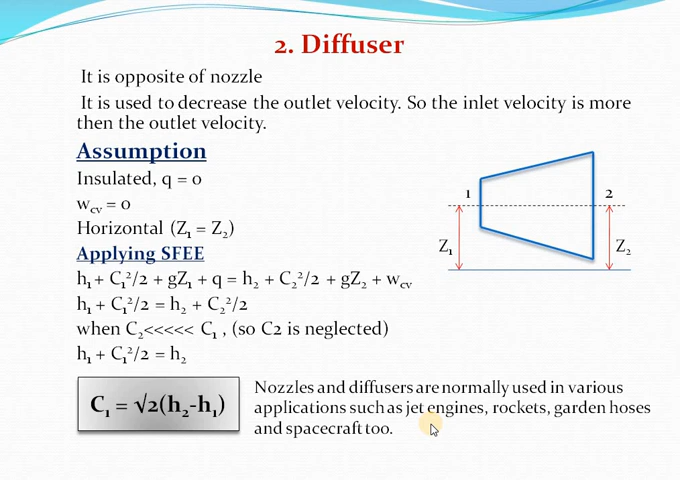 2. Diffuser
It is opposite of nozzle
It is used to decrease the outlet velocity. So the inlet velocity is more
then the outlet velocity.
Assumption
Insulated, q = 0
w_cv = 0
Horizontal (Z₁ = Z₂)
Applying SFEE
h₁ + C₁²/2 + gZ₁ + q = h₂ + C₂²/2 + gZ₂ + w_cv
h₁ + C₁²/2 = h₂ + C₂²/2
when C₂<<<<< C₁ , (so C2 is neglected)
h₁ + C₁²/2 = h₂
C₁ = √2(h₂-h₁)
1
2
Z₁
Z₂
Nozzles and diffusers are normally used in various
applications such as jet engines, rockets, garden hoses
and spacecraft too.